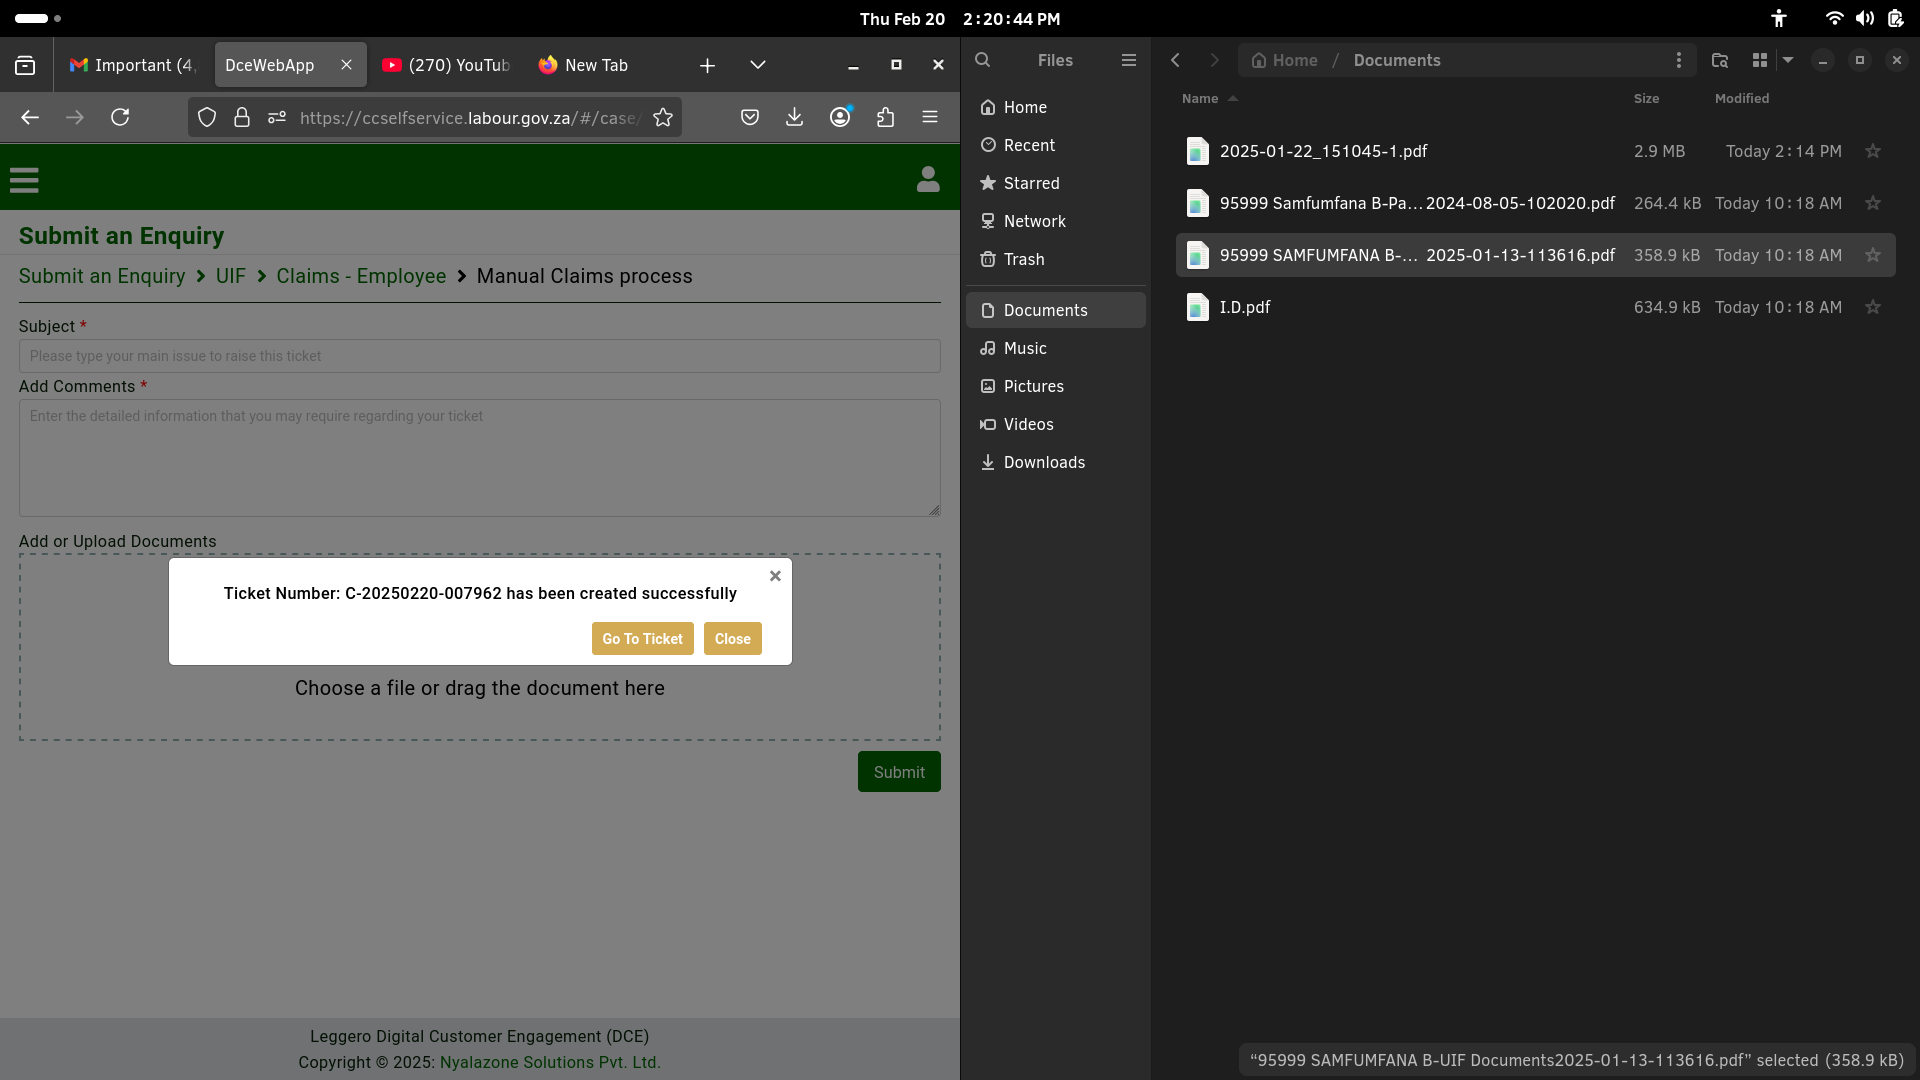 Thu Feb 20 2:20:44 PM
Important (4,
DceWebApp
(270) YouTub
New Tab
https://ccselfservice.labour.gov.za/#/case/
Submit an Enquiry
Submit an Enquiry > UIF > Claims - Employee > Manual Claims process
Subject *
Please type your main issue to raise this ticket
Add Comments *
Enter the detailed information that you may require regarding your ticket
Add or Upload Documents
Ticket Number: C-20250220-007962 has been created successfully
Go To Ticket
Close
Choose a file or drag the document here
Submit
Leggero Digital Customer Engagement (DCE)
Copyright © 2025: Nyalazone Solutions Pvt. Ltd.
Files
Home
Recent
Starred
Network
Trash
Documents
Music
Pictures
Videos
Downloads
Home / Documents
Name Size Modified
2025-01-22_151045-1.pdf 2.9 MB Today 2:14 PM
95999 Samfumfana B-Pa…2024-08-05-102020.pdf 264.4 kB Today 10:18 AM
95999 SAMFUMFANA B-… 2025-01-13-113616.pdf 358.9 kB Today 10:18 AM
I.D.pdf 634.9 kB Today 10:18 AM
“95999 SAMFUMFANA B-UIF Documents2025-01-13-113616.pdf” selected (358.9 kB)